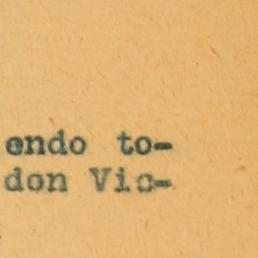 endo to-
don Vic-